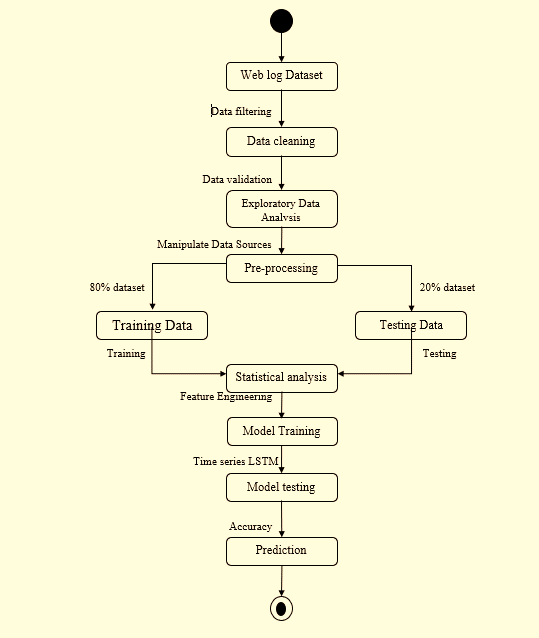 Web log Dataset
Data filtering
Data cleaning
Data validation
Exploratory Data
Analysis
Manipulate Data Sources
Pre-processing
80% dataset
20% dataset
Training Data
Testing Data
Training
Testing
Statistical analysis
Feature Engineering
Model Training
Time series LSTM
Model testing
Accuracy
Prediction